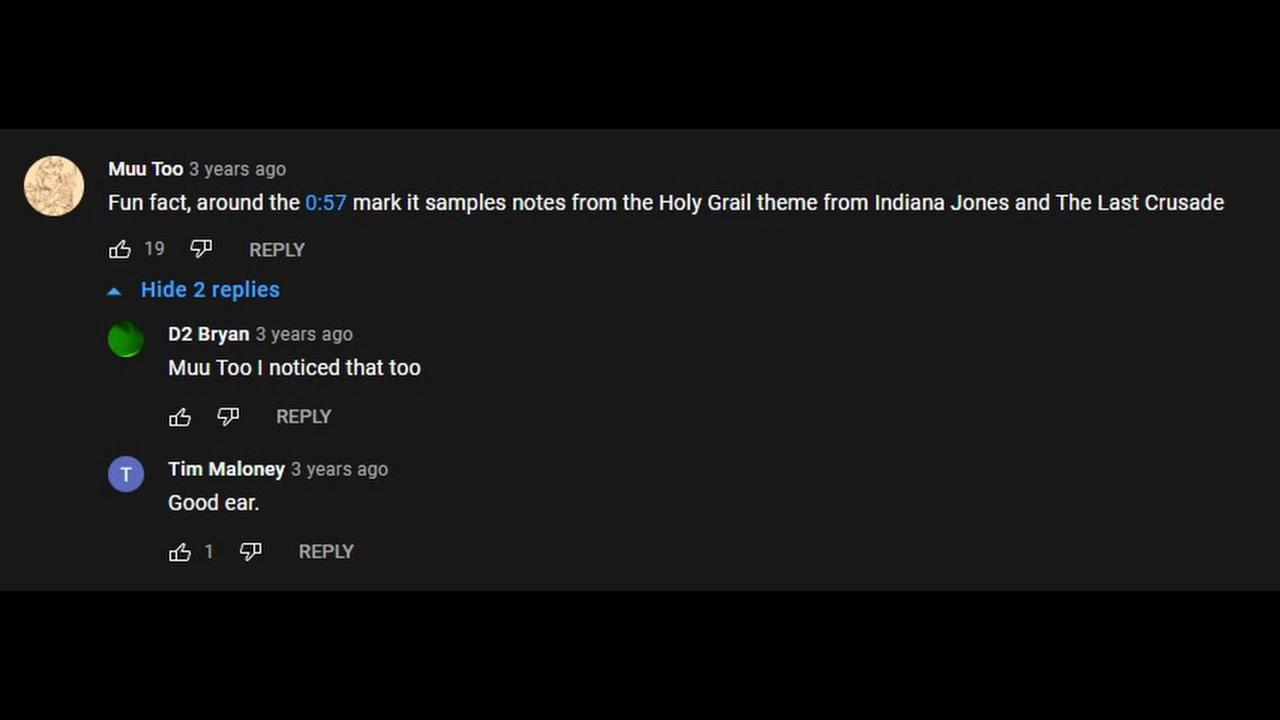 Muu Too 3 years ago
Fun fact, around the 0:57 mark it samples notes from the Holy Grail theme from Indiana Jones and The Last Crusade
19 REPLY
Hide 2 replies
D2 Bryan 3 years ago
Muu Too I noticed that too
REPLY
T
Tim Maloney 3 years ago
Good ear.
1 REPLY